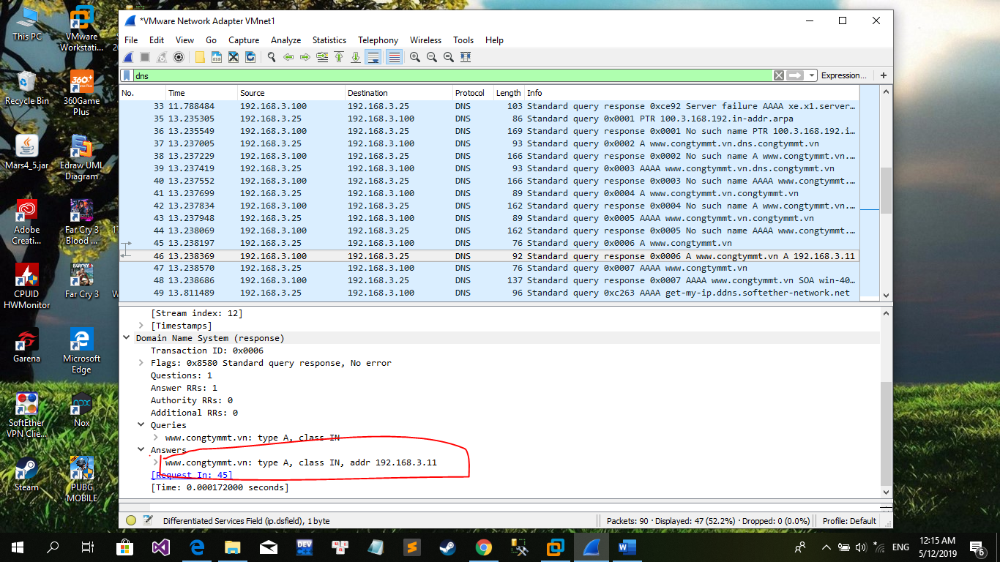 This PC
VMware Workstati...
Recycle Bin
360Game Plus
Mars4_5.jar
Edraw UML Diagram
Adobe Creati...
Far Cry 3 Blood ...
CPUID HWMonitor
Far Cry 3
Garena
Microsoft Edge
SoftEther VPN Clie...
Nox
Steam
PUBG MOBILE
*VMware Network Adapter VMnet1
File Edit View Go Capture Analyze Statistics Telephony Wireless Tools Help
dns
Expression...
No. Time Source Destination Protocol Length Info
33 11.788484 192.168.3.100 192.168.3.25 DNS 103 Standard query response 0xce92 Server failure AAAA xe.x1.server...
35 13.235305 192.168.3.25 192.168.3.100 DNS 86 Standard query 0x0001 PTR 100.3.168.192.in-addr.arpa
36 13.235549 192.168.3.100 192.168.3.25 DNS 169 Standard query response 0x0001 No such name PTR 100.3.168.192.i...
37 13.237005 192.168.3.25 192.168.3.100 DNS 93 Standard query 0x0002 A www.congtymmt.vn.dns.congtymmt.vn
38 13.237229 192.168.3.100 192.168.3.25 DNS 166 Standard query response 0x0002 No such name A www.congtymmt.vn....
39 13.237419 192.168.3.25 192.168.3.100 DNS 93 Standard query 0x0003 AAAA www.congtymmt.vn.dns.congtymmt.vn
40 13.237552 192.168.3.100 192.168.3.25 DNS 166 Standard query response 0x0003 No such name AAAA www.congtymmt....
41 13.237699 192.168.3.25 192.168.3.100 DNS 89 Standard query 0x0004 A www.congtymmt.vn.congtymmt.vn
42 13.237834 192.168.3.100 192.168.3.25 DNS 162 Standard query response 0x0004 No such name A www.congtymmt.vn....
43 13.237948 192.168.3.25 192.168.3.100 DNS 89 Standard query 0x0005 AAAA www.congtymmt.vn.congtymmt.vn
44 13.238069 192.168.3.100 192.168.3.25 DNS 162 Standard query response 0x0005 No such name AAAA www.congtymmt....
45 13.238197 192.168.3.25 192.168.3.100 DNS 76 Standard query 0x0006 A www.congtymmt.vn
46 13.238369 192.168.3.100 192.168.3.25 DNS 92 Standard query response 0x0006 A www.congtymmt.vn A 192.168.3.11
47 13.238570 192.168.3.25 192.168.3.100 DNS 76 Standard query 0x0007 AAAA www.congtymmt.vn
48 13.238686 192.168.3.100 192.168.3.25 DNS 137 Standard query response 0x0007 AAAA www.congtymmt.vn SOA win-40...
49 13.811489 192.168.3.25 192.168.3.100 DNS 96 Standard query 0xc263 AAAA get-my-ip.ddns.softether-network.net
[Stream index: 12]
[Timestamps]
Domain Name System (response)
Transaction ID: 0x0006
Flags: 0x8580 Standard query response, No error
Questions: 1
Answer RRs: 1
Authority RRs: 0
Additional RRs: 0
Queries
www.congtymmt.vn: type A, class IN
Answers
www.congtymmt.vn: type A, class IN, addr 192.168.3.11
[Request In: 45]
[Time: 0.000172000 seconds]
Differentiated Services Field (ip.dsfield), 1 byte
Packets: 90 · Displayed: 47 (52.2%) · Dropped: 0 (0.0%)
Profile: Default
ENG
12:15 AM
5/12/2019
6